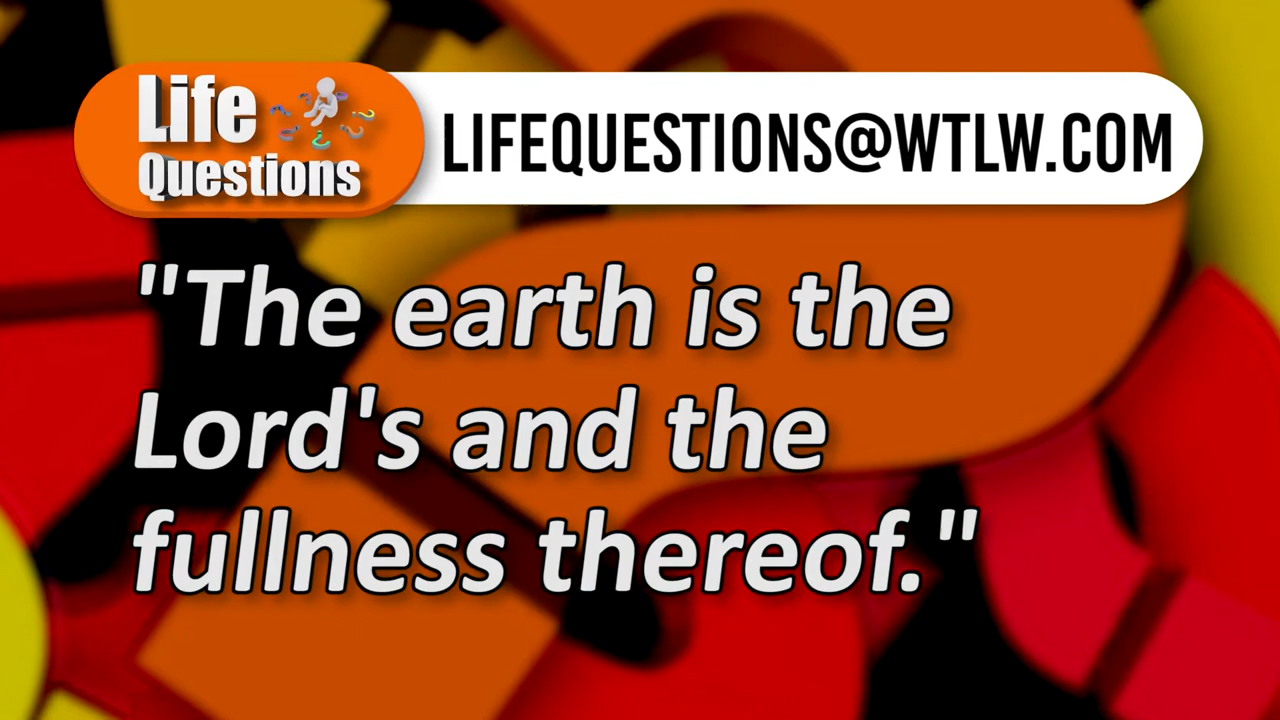 Life
Questions
LIFEQUESTIONS@WTLW.COM
"The earth is the
Lord's and the
fullness thereof."